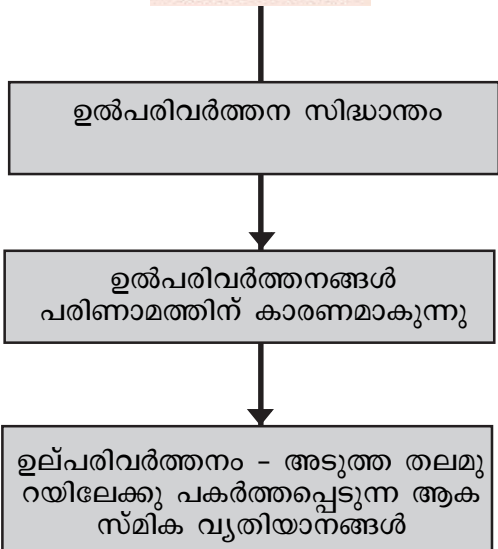 ഉൽപരിവർത്തന സിദ്ധാന്തം
ഉൽപരിവർത്തനങ്ങൾ
പരിണാമത്തിന് കാരണമാകുന്നു
ഉല്പരിവർത്തനം - അടുത്ത തലമു
റയിലേക്കു പകർത്തപ്പെടുന്ന ആക
സ്മിക വ്യതിയാനങ്ങൾ